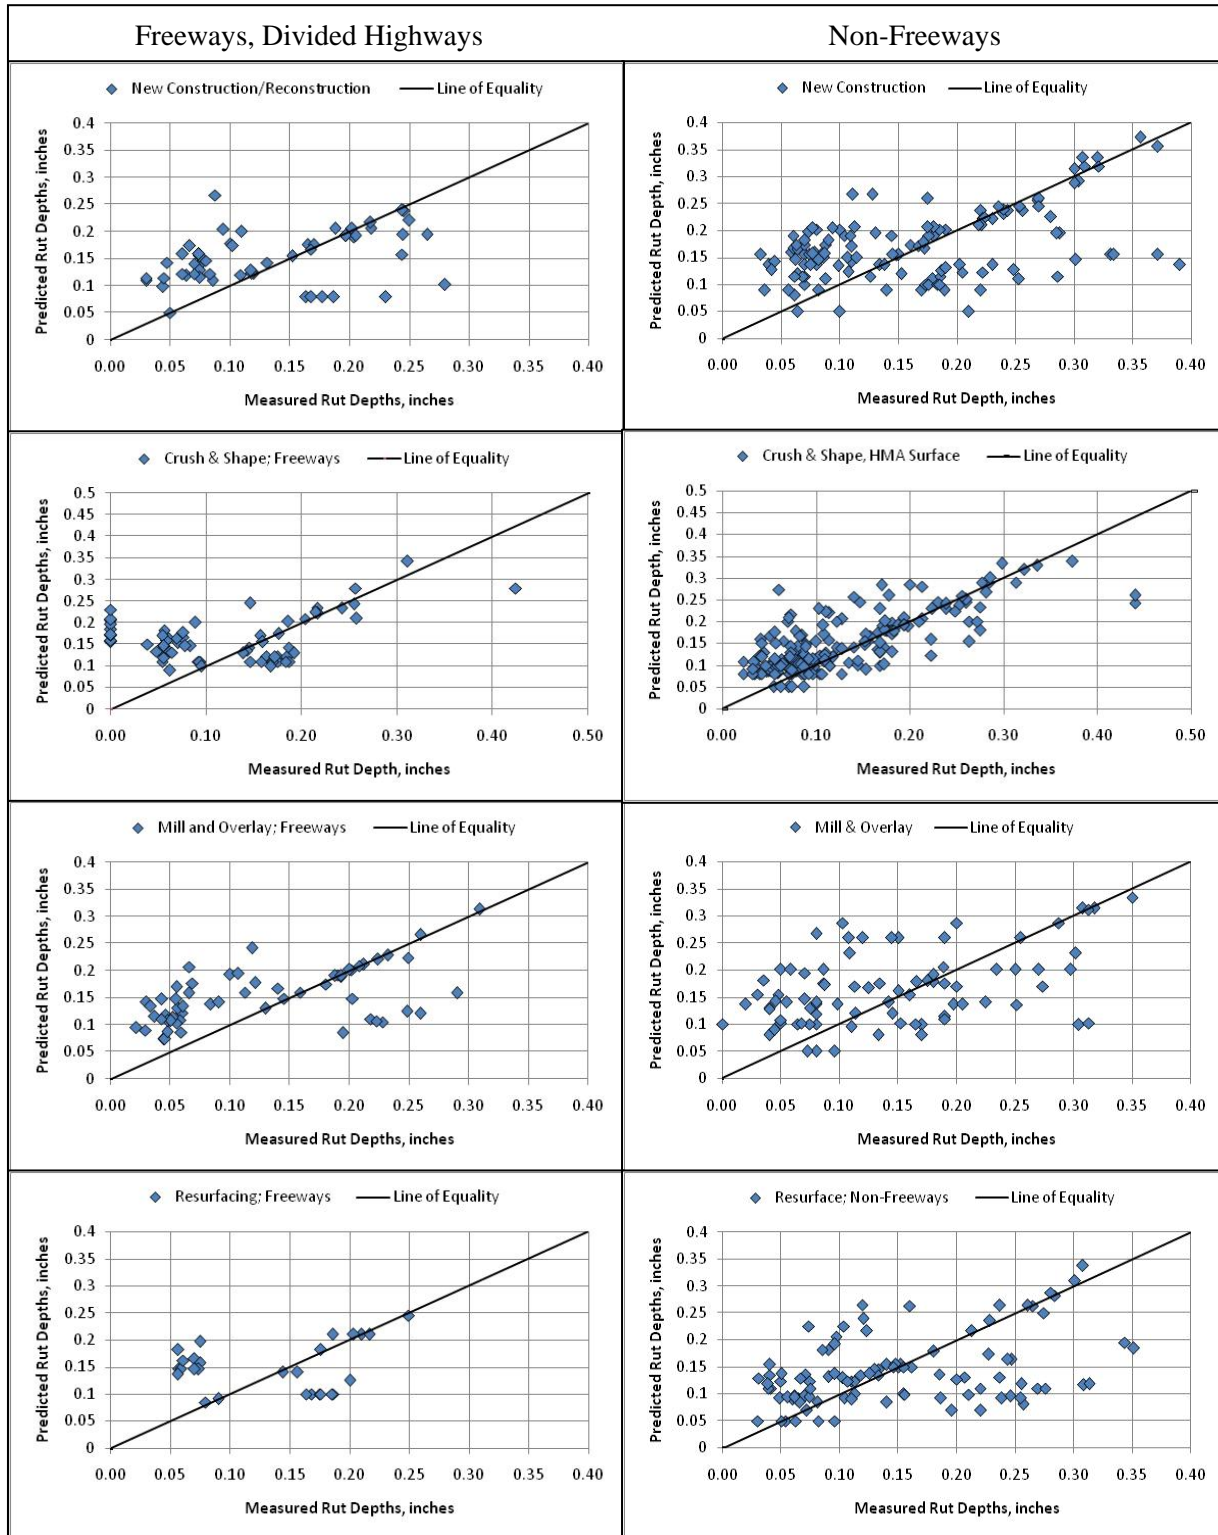 Freeways, Divided Highways
Non-Freeways
New Construction/Reconstruction
Line of Equality
Predicted Rut Depths, inches
0.4
0.35
0.3
0.25
0.2
0.15
0.1
0.05
0
0.00 0.05 0.10 0.15 0.20 0.25 0.30 0.35 0.40
Measured Rut Depths, inches
New Construction
Line of Equality
Predicted Rut Depth, inches
0.4
0.35
0.3
0.25
0.2
0.15
0.1
0.05
0
0.00 0.05 0.10 0.15 0.20 0.25 0.30 0.35 0.40
Measured Rut Depth, inches
Crush & Shape; Freeways
Line of Equality
Predicted Rut Depths, inches
0.5
0.45
0.4
0.35
0.3
0.25
0.2
0.15
0.1
0.05
0
0.00 0.10 0.20 0.30 0.40 0.50
Measured Rut Depth, inches
Crush & Shape, HMA Surface
Line of Equality
Predicted Rut Depth, inches
0.5
0.45
0.4
0.35
0.3
0.25
0.2
0.15
0.1
0.05
0
0.00 0.10 0.20 0.30 0.40 0.50
Measured Rut Depth, inches
Mill and Overlay; Freeways
Line of Equality
Predicted Rut Depths, inches
0.4
0.35
0.3
0.25
0.2
0.15
0.1
0.05
0
0.00 0.05 0.10 0.15 0.20 0.25 0.30 0.35 0.40
Measured Rut Depths, inches
Mill & Overlay
Line of Equality
Predicted Rut Depth, inches
0.4
0.35
0.3
0.25
0.2
0.15
0.1
0.05
0
0.00 0.05 0.10 0.15 0.20 0.25 0.30 0.35 0.40
Measured Rut Depth, inches
Resurfacing; Freeways
Line of Equality
Predicted Rut Depths, inches
0.4
0.35
0.3
0.25
0.2
0.15
0.1
0.05
0
0.00 0.05 0.10 0.15 0.20 0.25 0.30 0.35 0.40
Measured Rut Depths, inches
Resurface; Non-Freeways
Line of Equality
Predicted Rut Depths, inches
0.4
0.35
0.3
0.25
0.2
0.15
0.1
0.05
0
0.00 0.05 0.10 0.15 0.20 0.25 0.30 0.35 0.40
Measured Rut Depths, inches